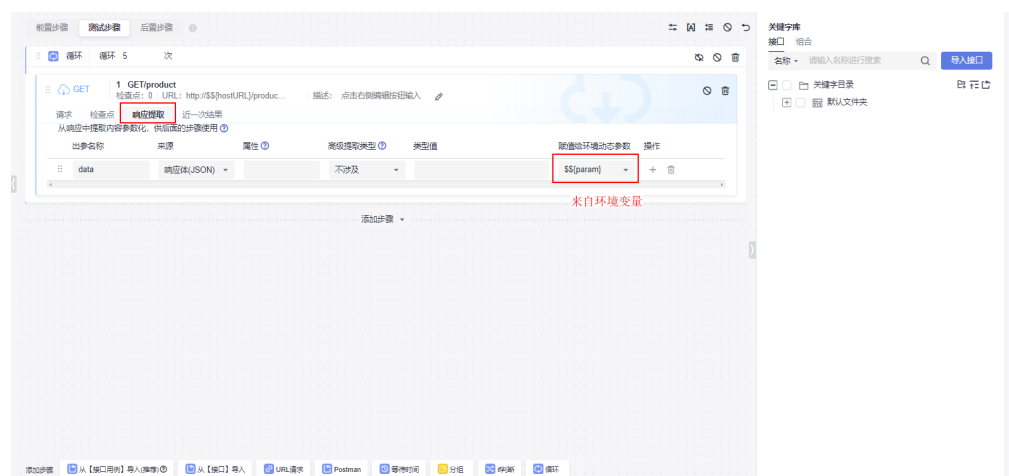 前置步骤 测试步骤 后置步骤
关键字库
接口 组合
循环 循环 5 次
名称 请输入名称进行搜索 导入接口
GET 1 GET/product
检查点: 0 URL: http://$${hostURL}/produc... 描述: 点击右侧编辑按钮输入
关键字目录
默认文件夹
请求 检查点 响应提取 近一次结果
从响应中提取内容参数化，供后面的步骤使用
出参名称 来源 属性 高级提取类型 类型值 赋值给环境动态参数 操作
data 响应体(JSON) 不涉及 $${param}
来自环境变量
添加步骤
添加步骤 从【接口用例】导入(推荐) 从【接口】导入 URL请求 Postman 等待时间 分组 if判断 循环